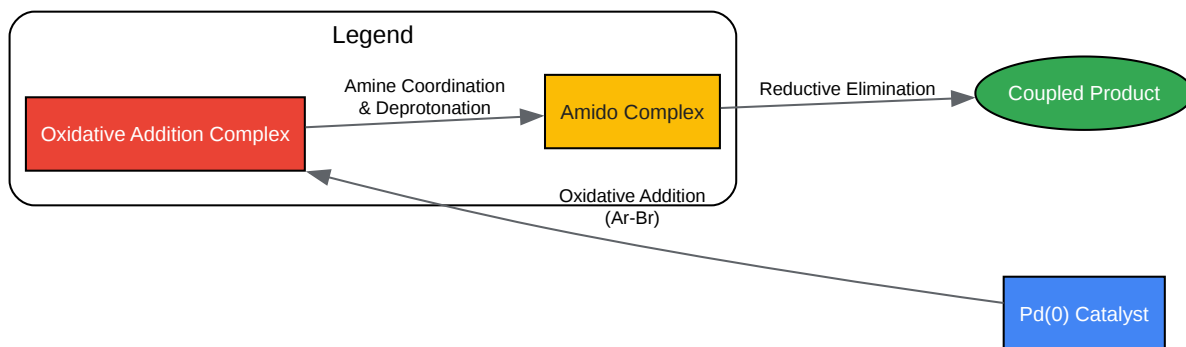 Legend
Oxidative Addition Complex
Amine Coordination
& Deprotonation
Amido Complex
Reductive Elimination
Coupled Product
Oxidative Addition
(Ar-Br)
Pd(0) Catalyst